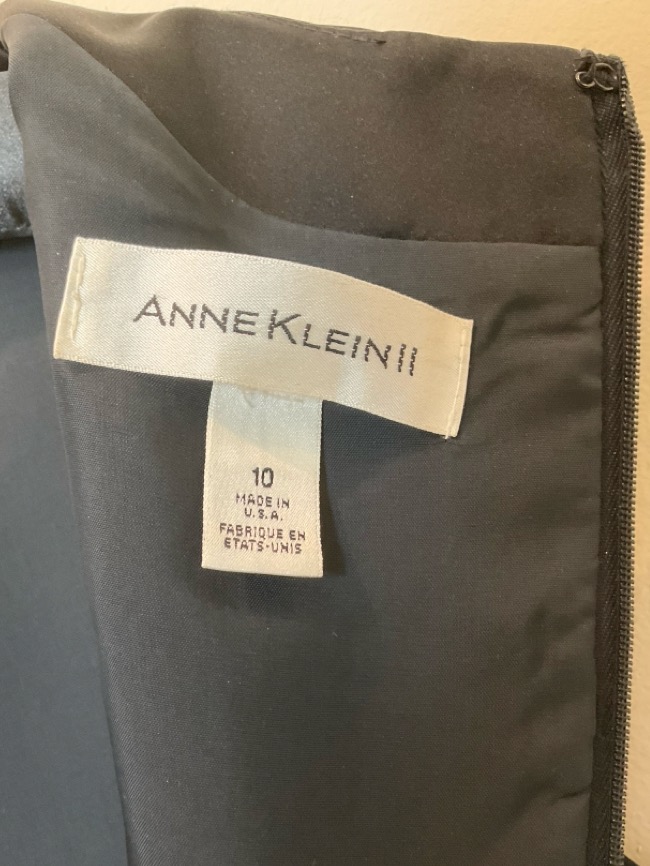 ANNE KLEIN II
10
MADE IN
U.S.A.
FABRIQUE EN
ETATS-UNIS